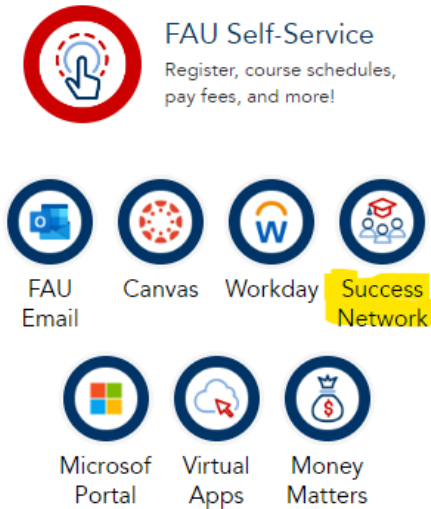 FAU Self-Service
Register, course schedules,
pay fees, and more!
FAU Email
Canvas
Workday
Success Network
Microsof Portal
Virtual Apps
Money Matters